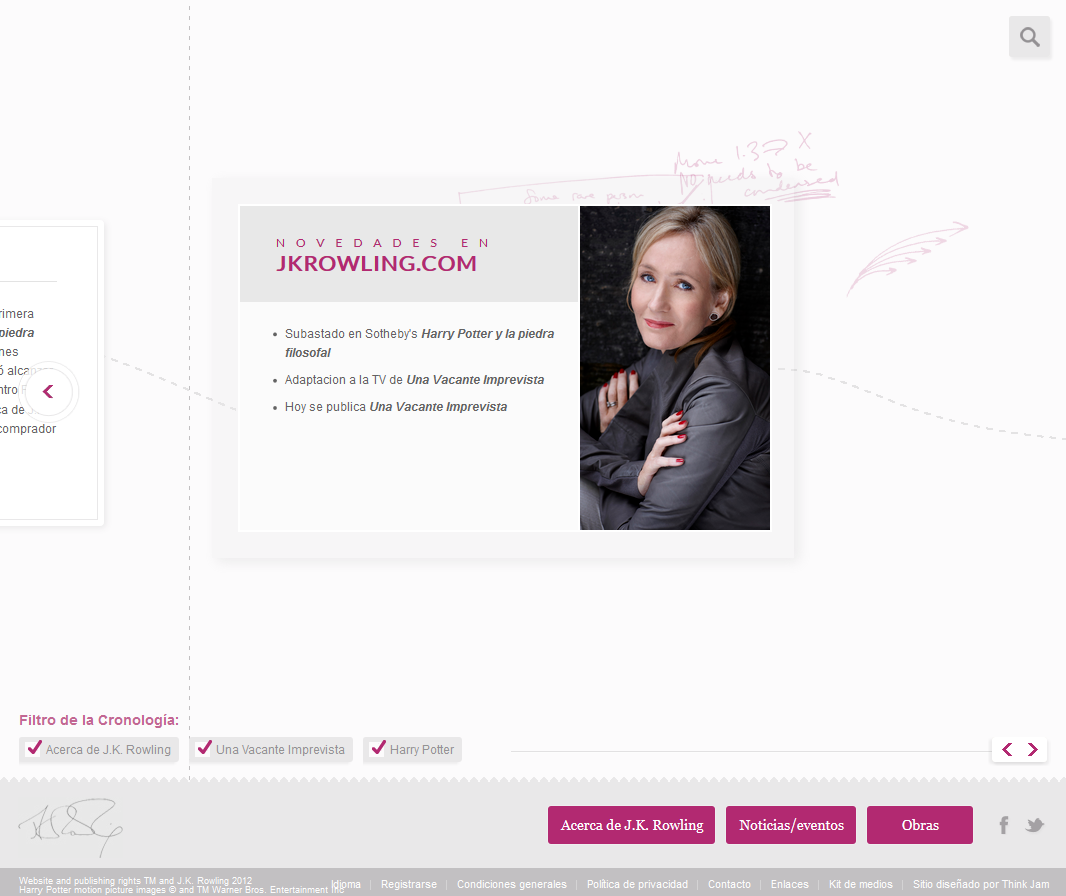 Move 1.3 X
No needs to be
condensed
Some rare
NOVEDADES EN
JKROWLING.COM
rimera
piedra
nes
ó alcanz
ntro
ca de
comprador
• Subastado en Sotheby's Harry Potter y la piedra
filosofal
• Adaptacion a la TV de Una Vacante Imprevista
• Hoy se publica Una Vacante Imprevista
Filtro de la Cronología:
Acerca de J.K. Rowling Una Vacante Imprevista Harry Potter
Acerca de J.K. Rowling Noticias/eventos Obras
Website and publishing rights TM and J.K. Rowling 2012
Harry Potter motion picture images © and TM Warner Bros. Entertainment Inc
Idioma | Registrarse | Condiciones generales | Política de privacidad | Contacto | Enlaces | Kit de medios | Sitio diseñado por Think Jam